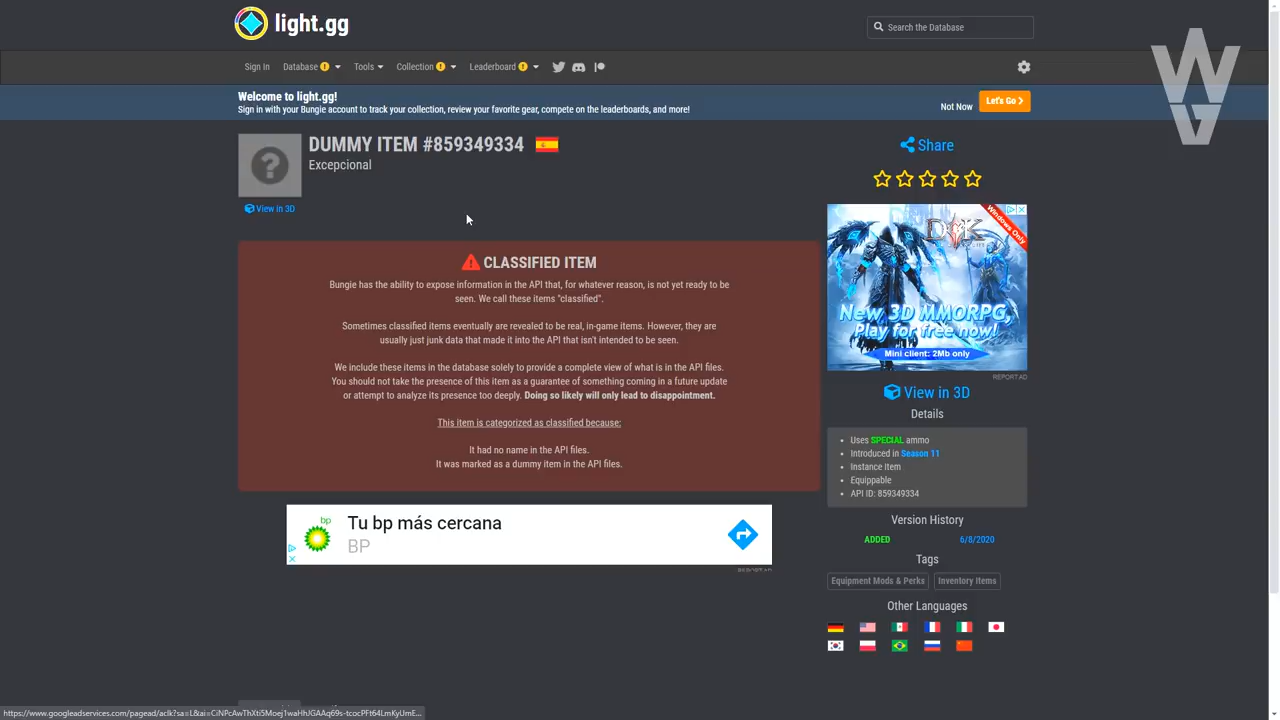 light.gg
Search the Database
Sign In
Database
Tools
Collection
Leaderboard
Welcome to light.gg!
Sign in with your Bungie account to track your collection, review your favorite gear, compete on the leaderboards, and more!
Not Now
Let's Go
WG
DUMMY ITEM #859349334
Excepcional
View in 3D
CLASSIFIED ITEM
Bungie has the ability to expose information in the API that, for whatever reason, is not yet ready to be
seen. We call these items "classified".
Sometimes classified items eventually are revealed to be real, in-game items. However, they are
usually just junk data that made it into the API that isn't intended to be seen.
We include these items in the database solely to provide a complete view of what is in the API files.
You should not take the presence of this item as a guarantee of something coming in a future update
or attempt to analyze its presence too deeply. Doing so likely will only lead to disappointment.
This item is categorized as classified because:
It had no name in the API files.
It was marked as a dummy item in the API files.
bp
Tu bp más cercana
BP
REPORT AD
Share
Windows Only
New 3D MMORPG,
Play for free now!
Mini client: 2Mb only
REPORT AD
View in 3D
Details
Uses SPECIAL ammo
Introduced in Season 11
Instance Item
Equippable
API ID: 859349334
Version History
ADDED 6/8/2020
Tags
Equipment Mods & Perks
Inventory Items
Other Languages